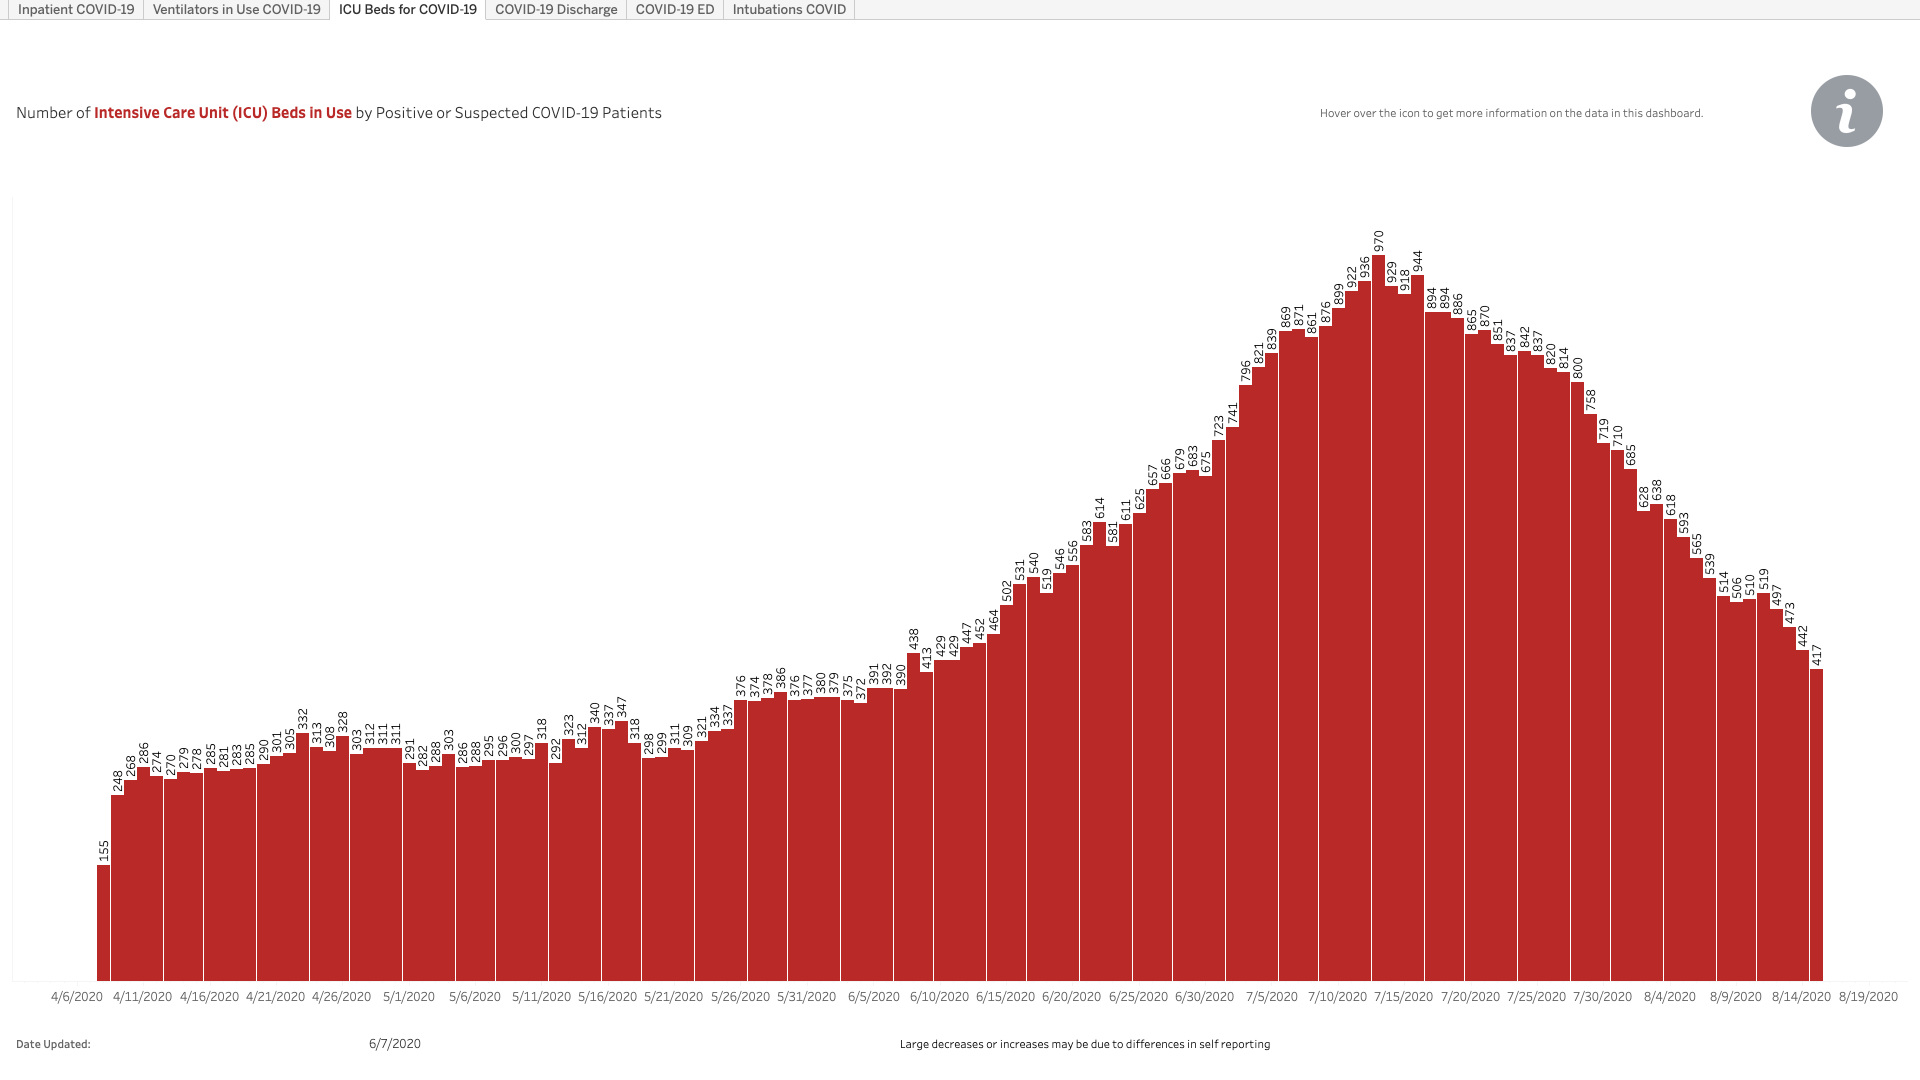 Inpatient COVID-19 Ventilators in Use COVID-19 ICU Beds for COVID-19 COVID-19 Discharge COVID-19 ED Intubations COVID
Number of Intensive Care Unit (ICU) Beds in Use by Positive or Suspected COVID-19 Patients
Hover over the icon to get more information on the data in this dashboard.
i
155 248 268 286 274 270 279 278 285 281 283 285 290 301 305 332 313 308 328 303 312 311 311 291 282 288 303 286 288 295 296 300 297 318 292 323 312 340 337 347 318 298 299 311 309 321 334 337 376 374 378 386 376 377 380 379 375 372 391 392 390 438 413 429 429 447 452 464 502 531 540 519 546 556 583 614 581 611 625 657 666 679 683 675 723 741 796 821 839 869 871 861 876 899 922 936 970 929 918 944 894 894 886 865 870 851 837 842 837 820 814 800 758 719 710 685 628 638 618 593 565 539 514 506 510 519 497 473 442 417
4/6/2020 4/11/2020 4/16/2020 4/21/2020 4/26/2020 5/1/2020 5/6/2020 5/11/2020 5/16/2020 5/21/2020 5/26/2020 5/31/2020 6/5/2020 6/10/2020 6/15/2020 6/20/2020 6/25/2020 6/30/2020 7/5/2020 7/10/2020 7/15/2020 7/20/2020 7/25/2020 7/30/2020 8/4/2020 8/9/2020 8/14/2020 8/19/2020
Date Updated: 6/7/2020 Large decreases or increases may be due to differences in self reporting